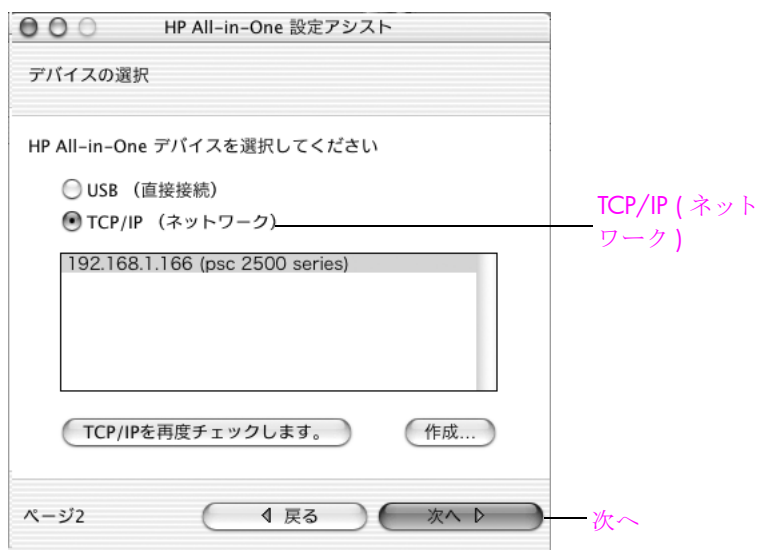 HP All-in-One 設定アシスト
デバイスの選択
HP All-in-One デバイスを選択してください
USB （直接接続）
TCP/IP （ネットワーク）
TCP/IP ( ネット
ワーク )
192.168.1.166 (psc 2500 series)
TCP/IPを再度チェックします。
作成...
ページ2
戻る
次へ
次へ